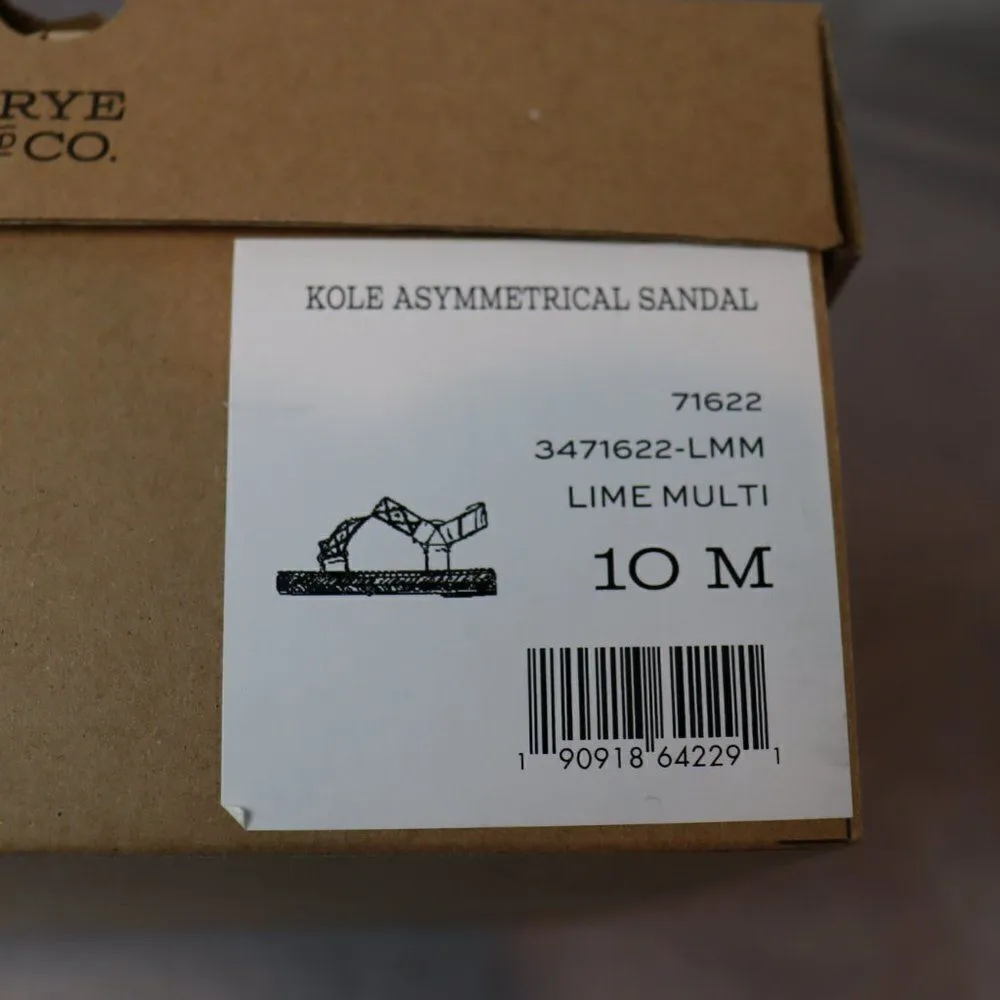 RYE
CO.
KOLE ASYMMETRICAL SANDAL
71622
3471622-LMM
LIME MULTI
10 M
1 90918 64229 1